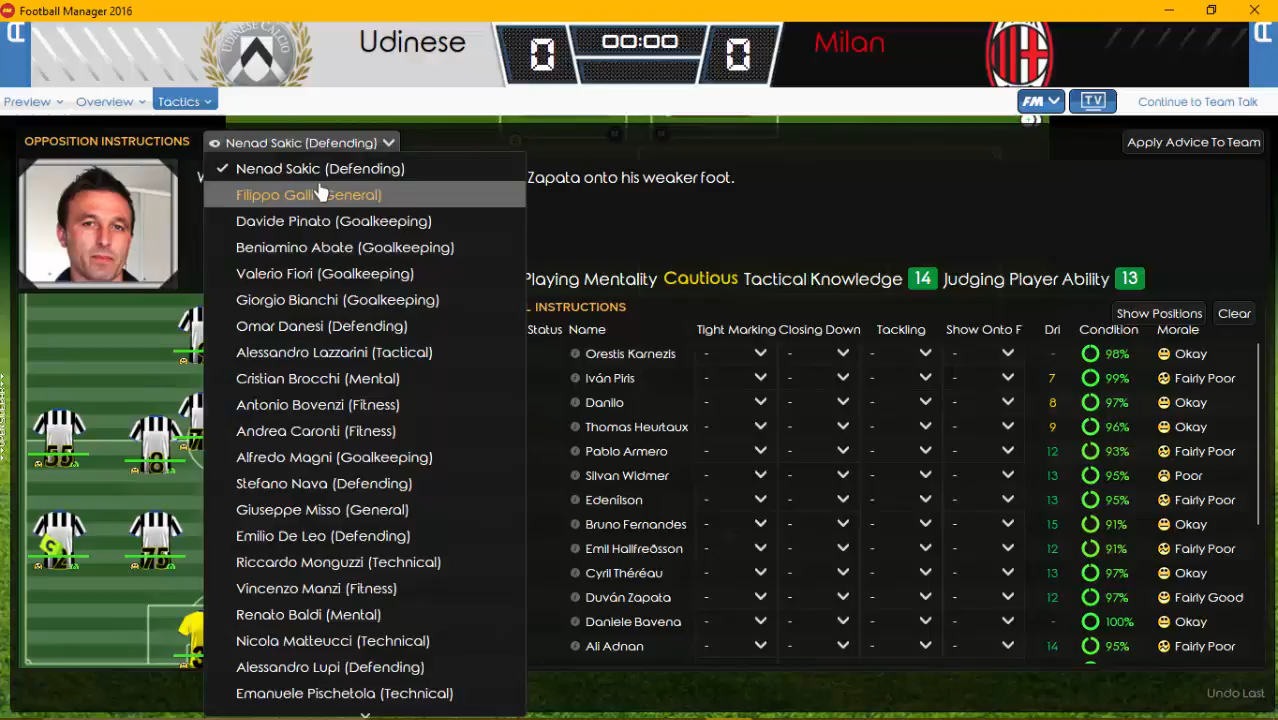 Football Manager 2016
Udinese 0 00:00 0 Milan
UDINESE CALCIO
Preview Overview Tactics FM TV Continue to Team Talk
OPPOSITION INSTRUCTIONS Nenad Sakic (Defending) Apply Advice To Team
Nenad Sakic (Defending)
Zapata onto his weaker foot.
Filippo Galli (General)
Davide Pinato (Goalkeeping)
Beniamino Abate (Goalkeeping)
Valerio Fiori (Goalkeeping)
Giorgio Bianchi (Goalkeeping)
Omar Danesi (Defending)
Alessandro Lazzarini (Tactical)
Cristian Brocchi (Mental)
Antonio Bovenzi (Fitness)
Andrea Caronti (Fitness)
Alfredo Magni (Goalkeeping)
Stefano Nava (Defending)
Giuseppe Misso (General)
Emilio De Leo (Defending)
Riccardo Monguzzi (Technical)
Vincenzo Manzi (Fitness)
Renato Baldi (Mental)
Nicola Matteucci (Technical)
Alessandro Lupi (Defending)
Emanuele Pischetola (Technical)
Playing Mentality Cautious Tactical Knowledge 14 Judging Player Ability 13
INSTRUCTIONS
Show Positions Clear
Status Name Tight Marking Closing Down Tackling Show Onto F Dri Condition Morale
Orestis Karnezis - - - - - 98% Okay
Iván Piris - - - - 7 99% Fairly Poor
Danilo - - - - 8 97% Okay
Thomas Heurtaux - - - - 9 96% Okay
Pablo Armero - - - - 12 93% Fairly Poor
Silvan Widmer - - - - 13 95% Poor
Edenílson - - - - 13 95% Fairly Poor
Bruno Fernandes - - - - 15 91% Okay
Emil Hallfreðsson - - - - 12 91% Fairly Poor
Cyril Théréau - - - - 13 97% Okay
Duván Zapata - - - - 12 97% Fairly Good
Daniele Bavena - - - - - 100% Okay
Ali Adnan - - - - 14 95% Fairly Poor
55
8
75
Undo Last